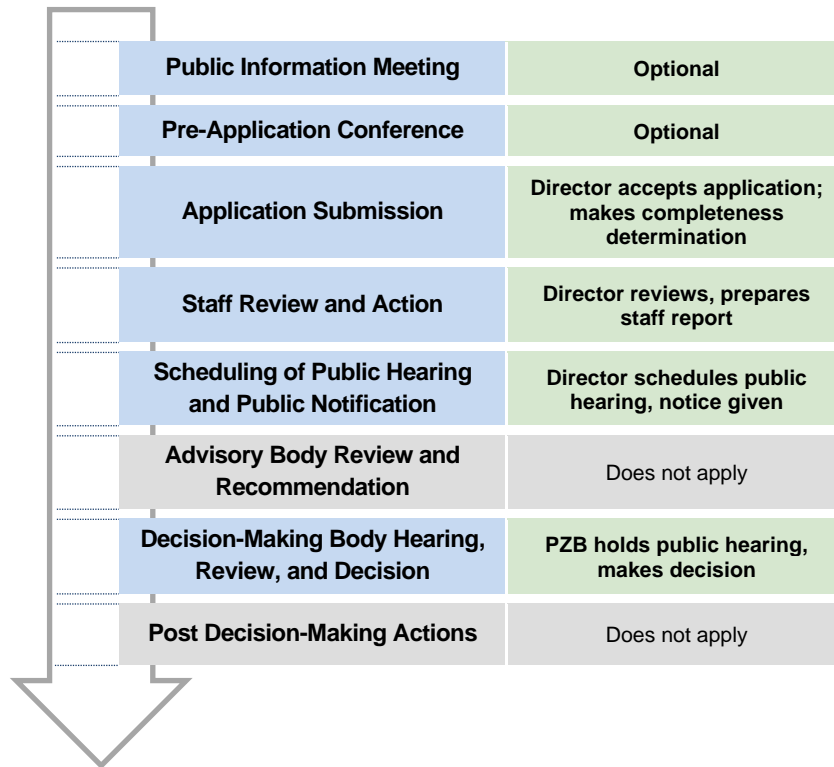 Public Information Meeting
Optional
Pre-Application Conference
Optional
Application Submission
Director accepts application;
makes completeness
determination
Staff Review and Action
Director reviews, prepares
staff report
Scheduling of Public Hearing
and Public Notification
Director schedules public
hearing, notice given
Advisory Body Review and
Recommendation
Does not apply
Decision-Making Body Hearing,
Review, and Decision
PZB holds public hearing,
makes decision
Post Decision-Making Actions
Does not apply